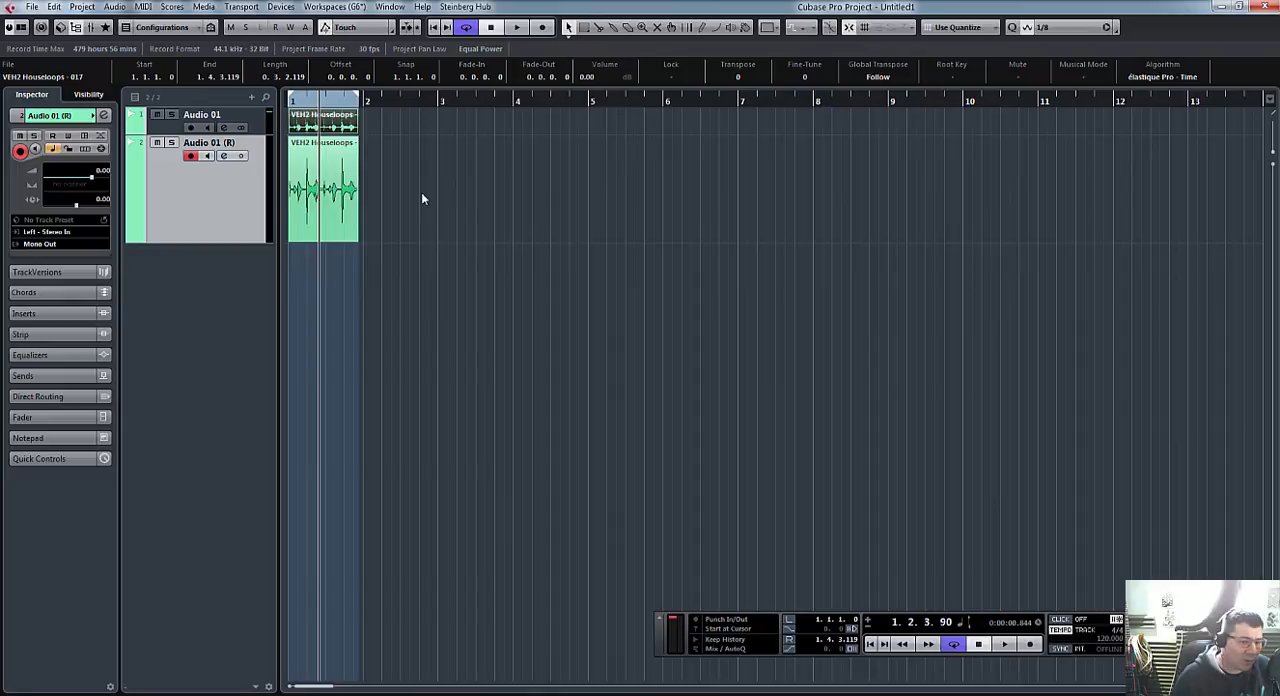 File Edit Project Audio MIDI Scores Media Transport Devices Workspaces (G6*) Window Help Steinberg Hub
Cubase Pro Project - Untitled1
Configurations M S L R W A Touch Use Quantize Q 1/8
Record Time Max 479 hours 56 mins Record Format 44.1 kHz - 32 Bit Project Frame Rate 30 fps Project Pan Law Equal Power
File Start End Length Offset Snap Fade-In Fade-Out Volume Lock Transpose Fine-Tune Global Transpose Root Key Mute Musical Mode Algorithm
VEH2 Houseloops - 017 1. 1. 1. 0 1. 4. 3.119 0. 3. 2.119 0. 0. 0. 0 1. 1. 1. 0 0. 0. 0. 0 0. 0. 0. 0 0.00 dB - 0 0 Follow - - - élastique Pro - Time
Inspector Visibility 2 / 2
1 2 3 4 5 6 7 8 9 10 11 12 13
2 Audio 01 (R)
1 M S Audio 01
VEH2 Houseloops -
2 M S Audio 01 (R)
VEH2 Houseloops -
M S R W
0.00
0.00
No Track Preset
Left - Stereo In
Mono Out
TrackVersions
Chords
Inserts
Strip
Equalizers
Sends
Direct Routing
Fader
Notepad
Quick Controls
Punch In/Out
Start at Cursor
Keep History
Mix / AutoQ
L 1. 1. 1. 0
R 1. 4. 3.119
1. 2. 3. 90
0:00:00.844
CLICK OFF
TEMPO TRACK 4/4
120.000
SYNC INT. OFFLINE